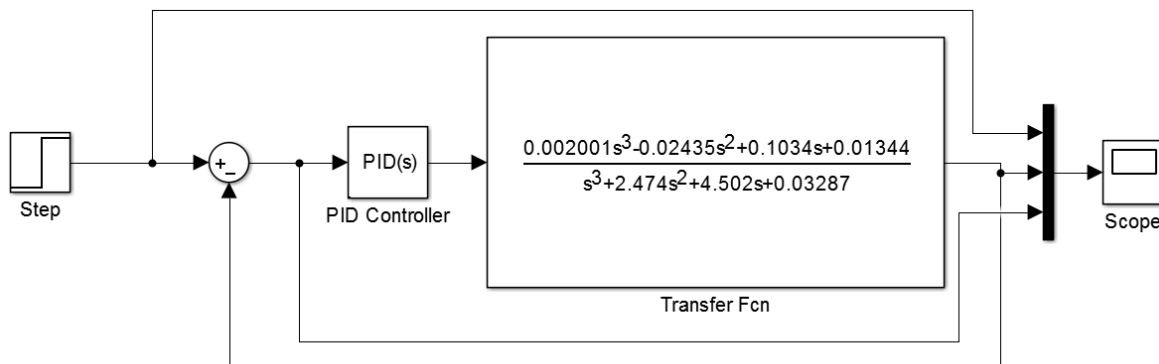 0.002001s³-0.02435s²+0.1034s+0.01344
PID(s)
s³+2.474s²+4.502s+0.03287
+
−
Step
PID Controller
Scope
Transfer Fcn